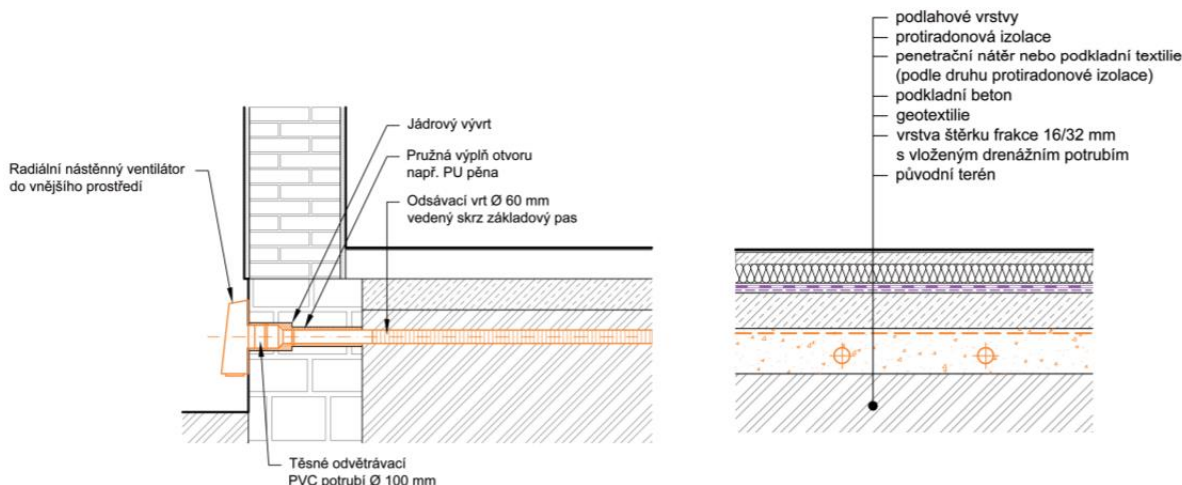 Radiální nástěnný ventilátor
do vnějšího prostředí
Jádrový vývrt
Pružná výplň otvoru
např. PU pěna
Odsávací vrt Ø 60 mm
vedený skrz základový pas
Těsné odvětrávací
PVC potrubí Ø 100 mm
podlahové vrstvy
protiradonová izolace
penetrační nátěr nebo podkladní textilie
(podle druhu protiradonové izolace)
podkladní beton
geotextilie
vrstva štěrku frakce 16/32 mm
s vloženým drenážním potrubím
původní terén